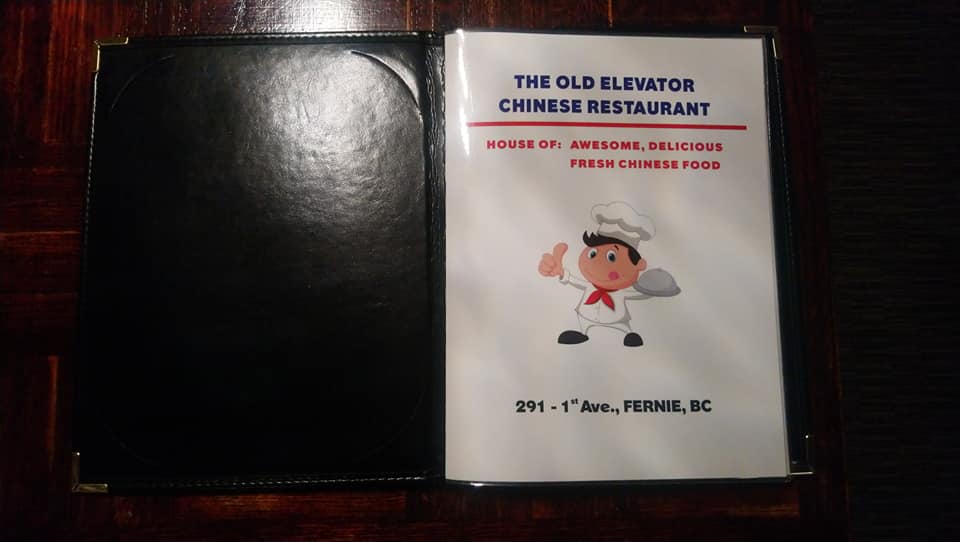 THE OLD ELEVATOR
CHINESE RESTAURANT
HOUSE OF: AWESOME, DELICIOUS
FRESH CHINESE FOOD
291 - 1st Ave., FERNIE, BC